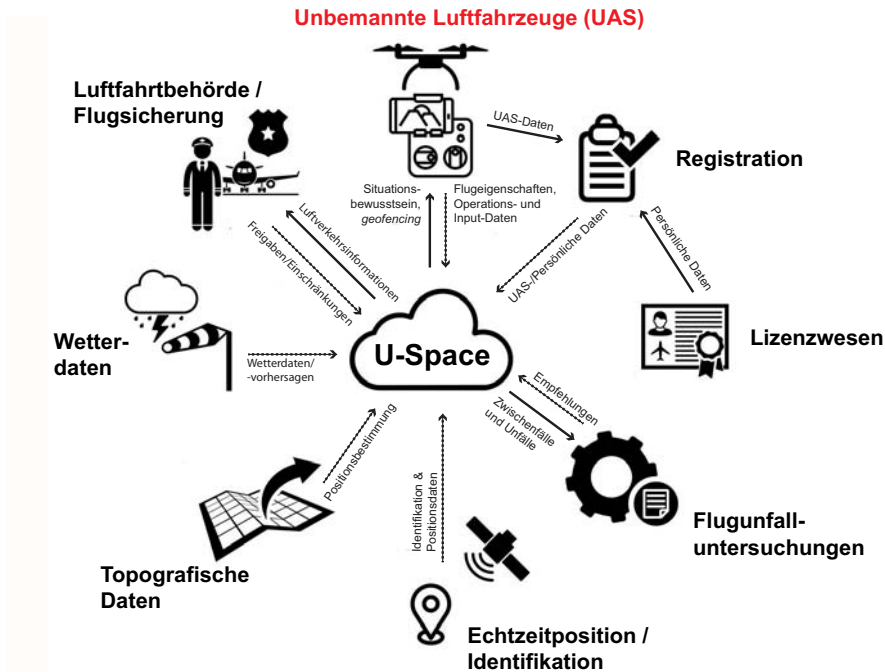 Unbemannte Luftfahrzeuge (UAS)
Luftfahrtbehörde /
Flugsicherung
UAS-Daten
Registration
Situations-
bewusstsein,
geofencing
Flugeigenschaften,
Operations- und
Input-Daten
Luftverkehrsinformationen
Freigaben/Einschränkungen
UAS-/Persönliche Daten
Persönliche Daten
Wetter-
daten
Wetterdaten/
-vorhersagen
U-Space
Lizenzwesen
Empfehlungen
Zwischenfälle
und Unfälle
Positionsbestimmung
Identifikation &
Positionsdaten
Flugunfall-
untersuchungen
Topografische
Daten
Echtzeitposition /
Identifikation